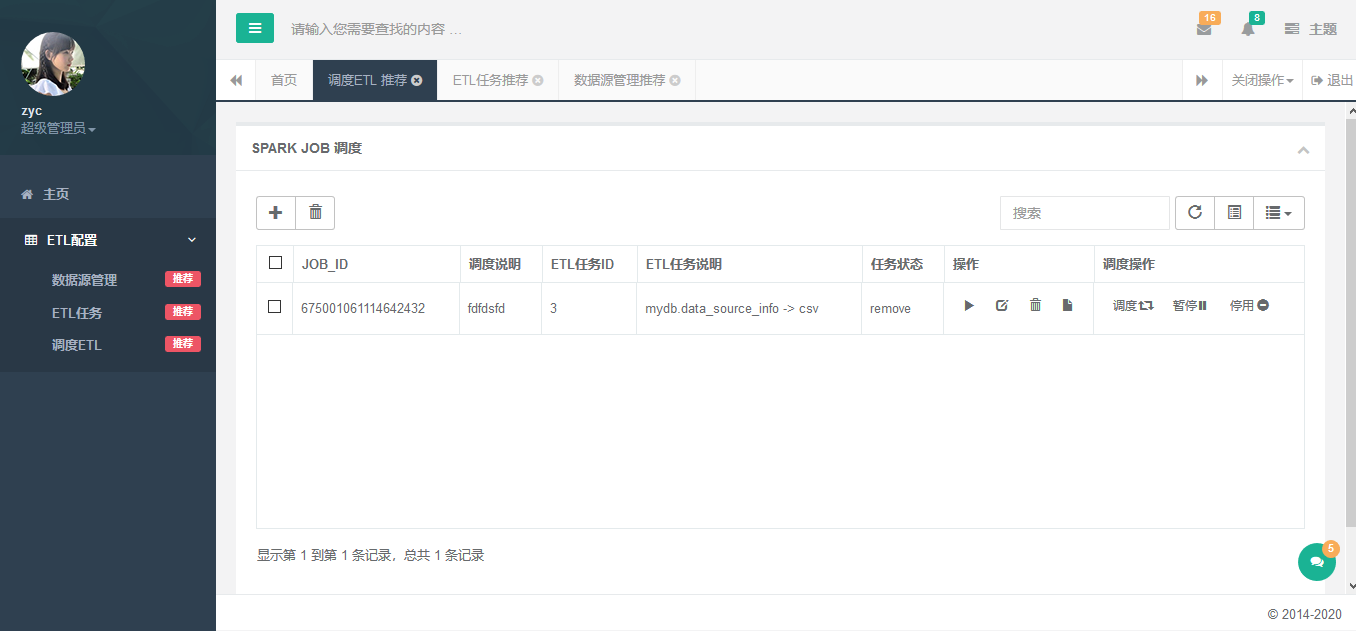 请输入您需要查找的内容 …
16
8
主题
首页
调度ETL 推荐
ETL任务推荐
数据源管理推荐
关闭操作
退出
zyc
超级管理员
主页
ETL配置
数据源管理 推荐
ETL任务 推荐
调度ETL 推荐
SPARK JOB 调度
搜索
JOB_ID 调度说明 ETL任务ID ETL任务说明 任务状态 操作 调度操作
675001061114642432 fdfdsfd 3 mydb.data_source_info -> csv remove 调度 暂停 停用
显示第 1 到第 1 条记录，总共 1 条记录
5
© 2014-2020